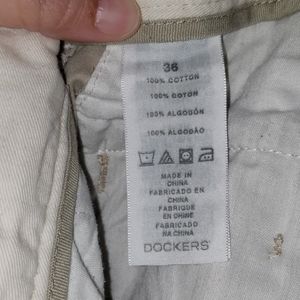 36
100% COTTON
100% COTON
100% ALGODÓN
100% ALGODÃO
MADE IN
CHINA
FABRICADO EN
CHINA
FABRIQUE
EN CHINE
FABRICADO
NA CHINA
DOCKERS®